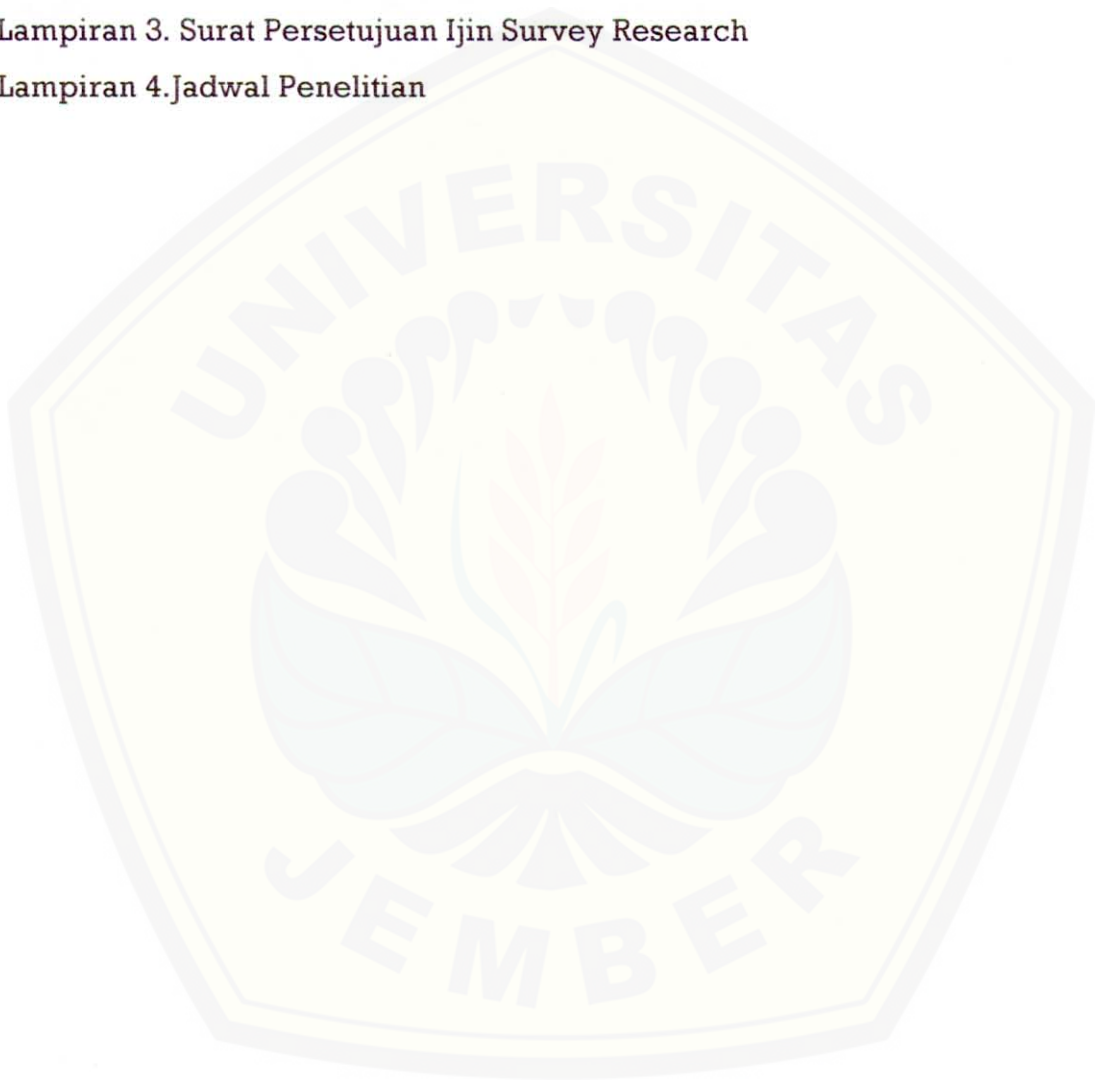 Lampiran 3. Surat Persetujuan Ijin Survey Research
Lampiran 4.Jadwal Penelitian
UNIVERSITAS
JEMBER